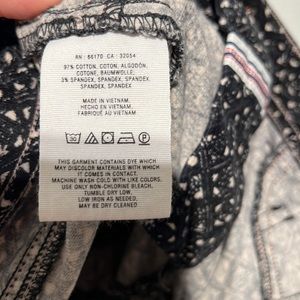 RN : 66170 CA : 32054
97% COTTON, COTON, ALGODÓN,
COTONE, BAUMWOLLE,
3% SPANDEX, SPANDEX, SPANDEX,
SPANDEX, SPANDEX
MADE IN VIETNAM.
HECHO EN VIETNAM.
FABRIQUÉ AU VIETNAM.
THIS GARMENT CONTAINS DYE WHICH
MAY DISCOLOR MATERIALS WITH WHICH
IT COMES IN CONTACT.
MACHINE WASH COLD WITH LIKE COLORS.
USE ONLY NON-CHLORINE BLEACH,
TUMBLE DRY LOW,
LOW IRON AS NEEDED.
MAY BE DRY CLEANED